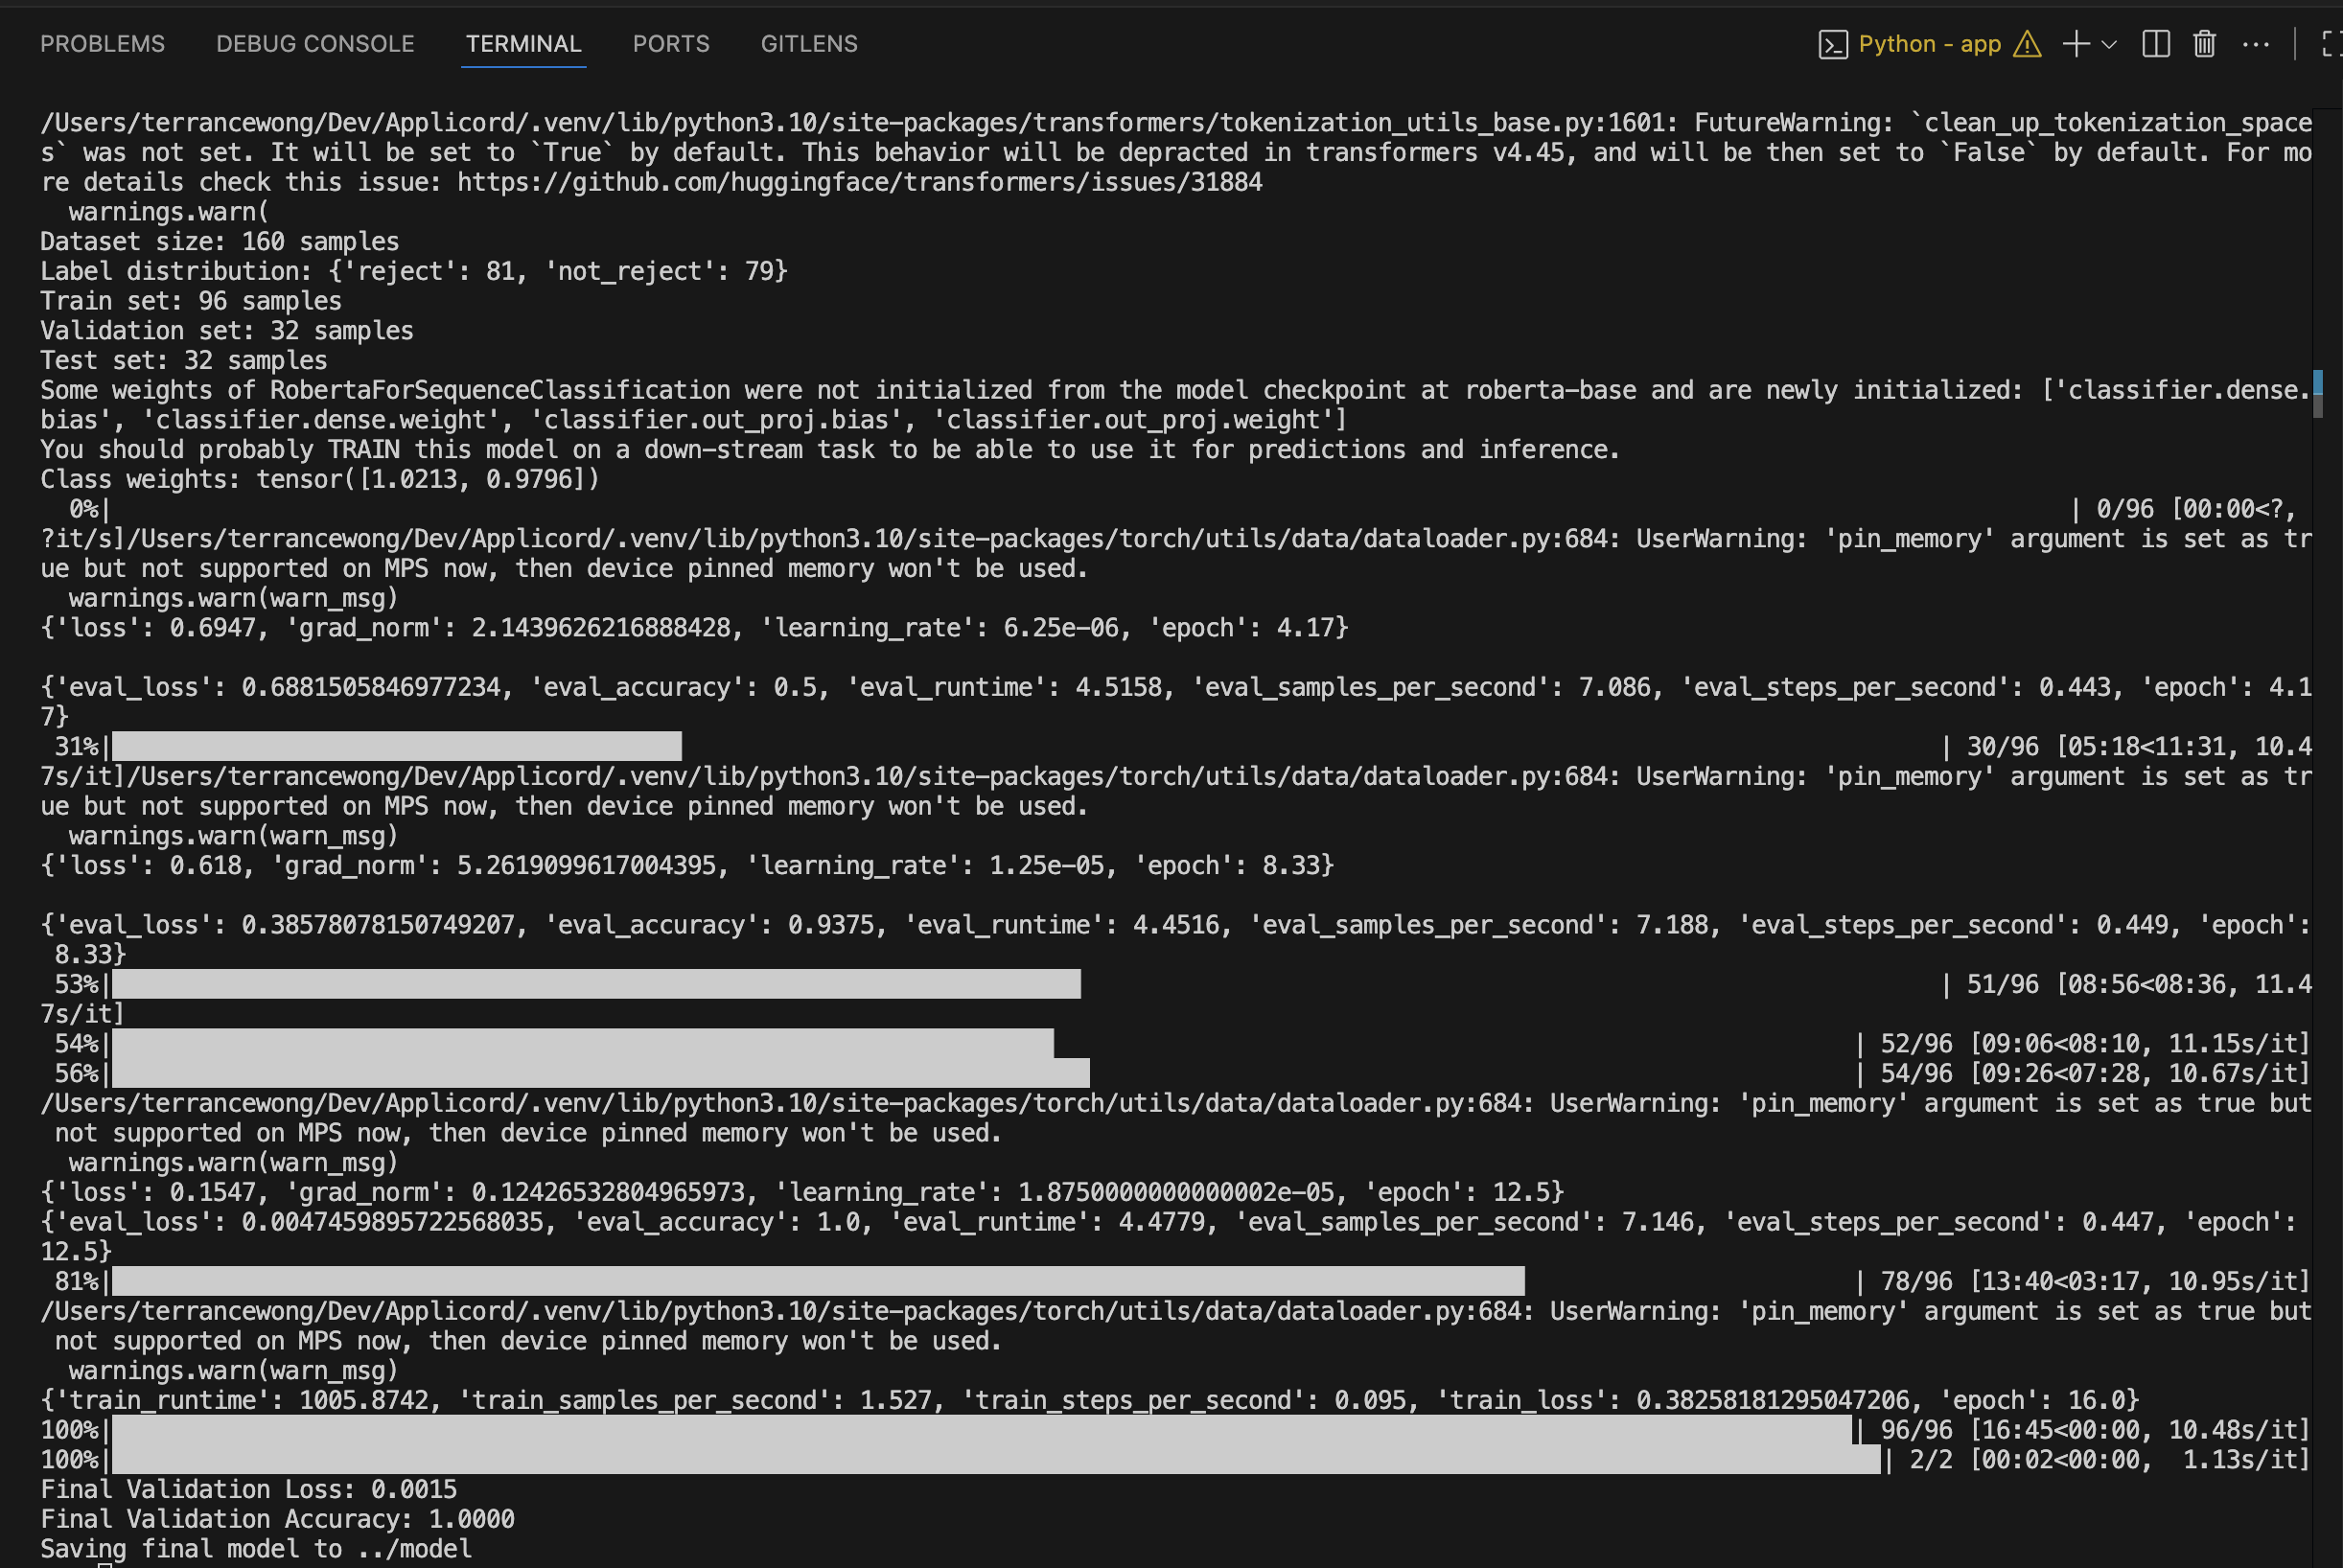 PROBLEMS DEBUG CONSOLE TERMINAL PORTS GITLENS Python - app
/Users/terrancewong/Dev/Applicord/.venv/lib/python3.10/site-packages/transformers/tokenization_utils_base.py:1601: FutureWarning: `clean_up_tokenization_space
s` was not set. It will be set to `True` by default. This behavior will be depracted in transformers v4.45, and will be then set to `False` by default. For mo
re details check this issue: https://github.com/huggingface/transformers/issues/31884
  warnings.warn(
Dataset size: 160 samples
Label distribution: {'reject': 81, 'not_reject': 79}
Train set: 96 samples
Validation set: 32 samples
Test set: 32 samples
Some weights of RobertaForSequenceClassification were not initialized from the model checkpoint at roberta-base and are newly initialized: ['classifier.dense.
bias', 'classifier.dense.weight', 'classifier.out_proj.bias', 'classifier.out_proj.weight']
You should probably TRAIN this model on a down-stream task to be able to use it for predictions and inference.
Class weights: tensor([1.0213, 0.9796])
  0%| | 0/96 [00:00<?,
?it/s]/Users/terrancewong/Dev/Applicord/.venv/lib/python3.10/site-packages/torch/utils/data/dataloader.py:684: UserWarning: 'pin_memory' argument is set as tr
ue but not supported on MPS now, then device pinned memory won't be used.
  warnings.warn(warn_msg)
{'loss': 0.6947, 'grad_norm': 2.1439626216888428, 'learning_rate': 6.25e-06, 'epoch': 4.17}
{'eval_loss': 0.6881505846977234, 'eval_accuracy': 0.5, 'eval_runtime': 4.5158, 'eval_samples_per_second': 7.086, 'eval_steps_per_second': 0.443, 'epoch': 4.1
7}
 31%| | 30/96 [05:18<11:31, 10.4
7s/it]/Users/terrancewong/Dev/Applicord/.venv/lib/python3.10/site-packages/torch/utils/data/dataloader.py:684: UserWarning: 'pin_memory' argument is set as tr
ue but not supported on MPS now, then device pinned memory won't be used.
  warnings.warn(warn_msg)
{'loss': 0.618, 'grad_norm': 5.2619099617004395, 'learning_rate': 1.25e-05, 'epoch': 8.33}
{'eval_loss': 0.38578078150749207, 'eval_accuracy': 0.9375, 'eval_runtime': 4.4516, 'eval_samples_per_second': 7.188, 'eval_steps_per_second': 0.449, 'epoch':
 8.33}
 53%| | 51/96 [08:56<08:36, 11.4
7s/it]
 54%| | 52/96 [09:06<08:10, 11.15s/it]
 56%| | 54/96 [09:26<07:28, 10.67s/it]
/Users/terrancewong/Dev/Applicord/.venv/lib/python3.10/site-packages/torch/utils/data/dataloader.py:684: UserWarning: 'pin_memory' argument is set as true but
 not supported on MPS now, then device pinned memory won't be used.
  warnings.warn(warn_msg)
{'loss': 0.1547, 'grad_norm': 0.12426532804965973, 'learning_rate': 1.8750000000000002e-05, 'epoch': 12.5}
{'eval_loss': 0.0047459895722568035, 'eval_accuracy': 1.0, 'eval_runtime': 4.4779, 'eval_samples_per_second': 7.146, 'eval_steps_per_second': 0.447, 'epoch':
12.5}
 81%| | 78/96 [13:40<03:17, 10.95s/it]
/Users/terrancewong/Dev/Applicord/.venv/lib/python3.10/site-packages/torch/utils/data/dataloader.py:684: UserWarning: 'pin_memory' argument is set as true but
 not supported on MPS now, then device pinned memory won't be used.
  warnings.warn(warn_msg)
{'train_runtime': 1005.8742, 'train_samples_per_second': 1.527, 'train_steps_per_second': 0.095, 'train_loss': 0.38258181295047206, 'epoch': 16.0}
100%| | 96/96 [16:45<00:00, 10.48s/it]
100%| | 2/2 [00:02<00:00,  1.13s/it]
Final Validation Loss: 0.0015
Final Validation Accuracy: 1.0000
Saving final model to ../model